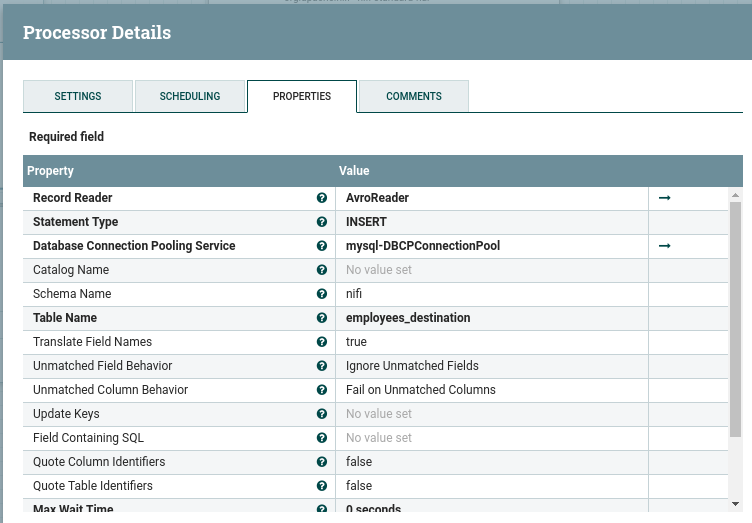 Processor Details
SETTINGS SCHEDULING PROPERTIES COMMENTS
Required field
Property Value
Record Reader AvroReader
Statement Type INSERT
Database Connection Pooling Service mysql-DBCPConnectionPool
Catalog Name No value set
Schema Name nifi
Table Name employees_destination
Translate Field Names true
Unmatched Field Behavior Ignore Unmatched Fields
Unmatched Column Behavior Fail on Unmatched Columns
Update Keys No value set
Field Containing SQL No value set
Quote Column Identifiers false
Quote Table Identifiers false
Max Wait Time 0 seconds